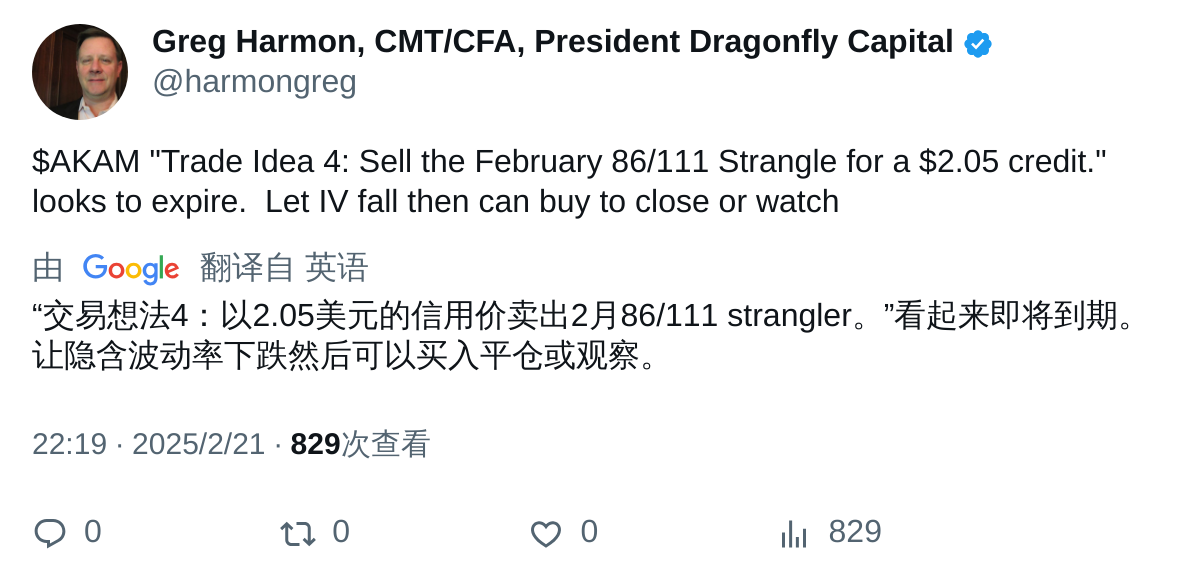 Greg Harmon, CMT/CFA, President Dragonfly Capital
@harmongreg
$AKAM "Trade Idea 4: Sell the February 86/111 Strangle for a $2.05 credit."
looks to expire.  Let IV fall then can buy to close or watch
由 Google 翻译自 英语
“交易想法4：以2.05美元的信用价卖出2月86/111 strangler。”看起来即将到期。
让隐含波动率下跌然后可以买入平仓或观察。
22:19 · 2025/2/21 · 829次查看
0 0 0 829